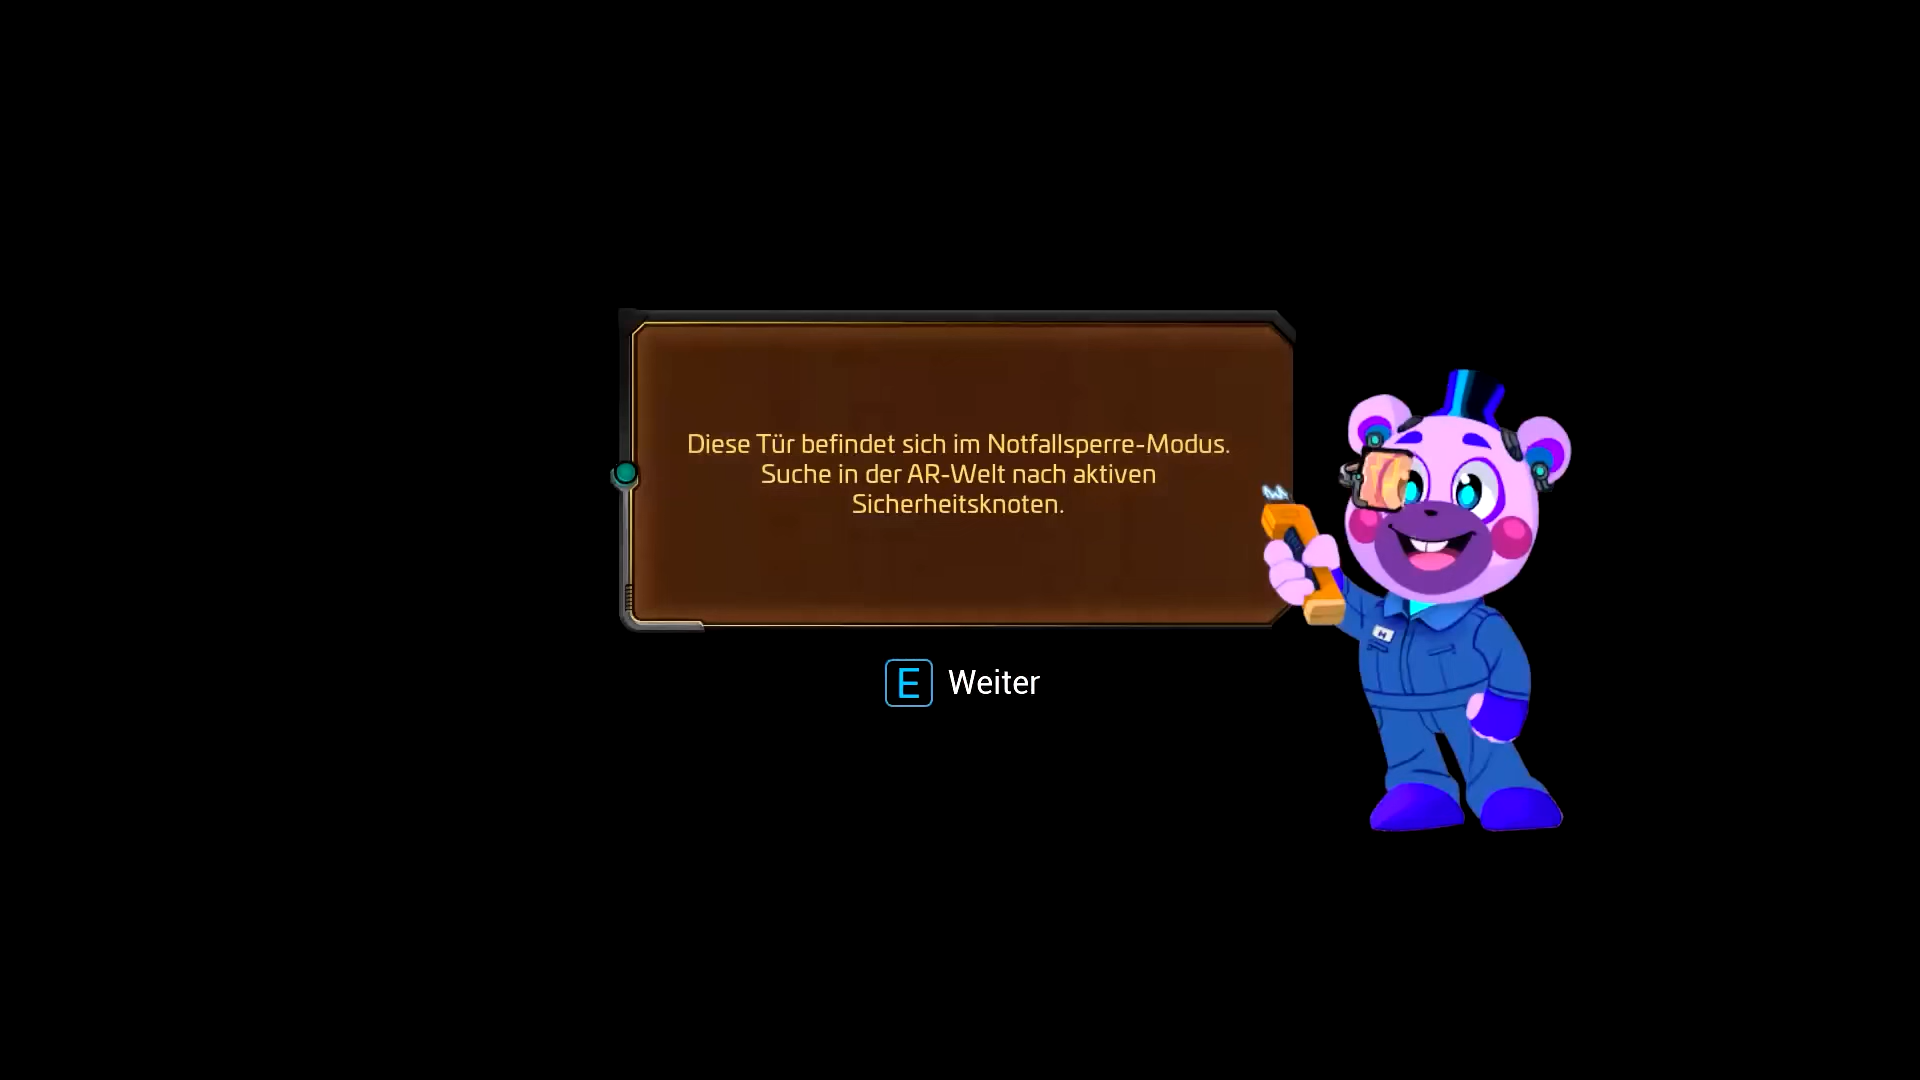 Diese Tür befindet sich im Notfallsperre-Modus.
Suche in der AR-Welt nach aktiven
Sicherheitsknoten.
E Weiter
H